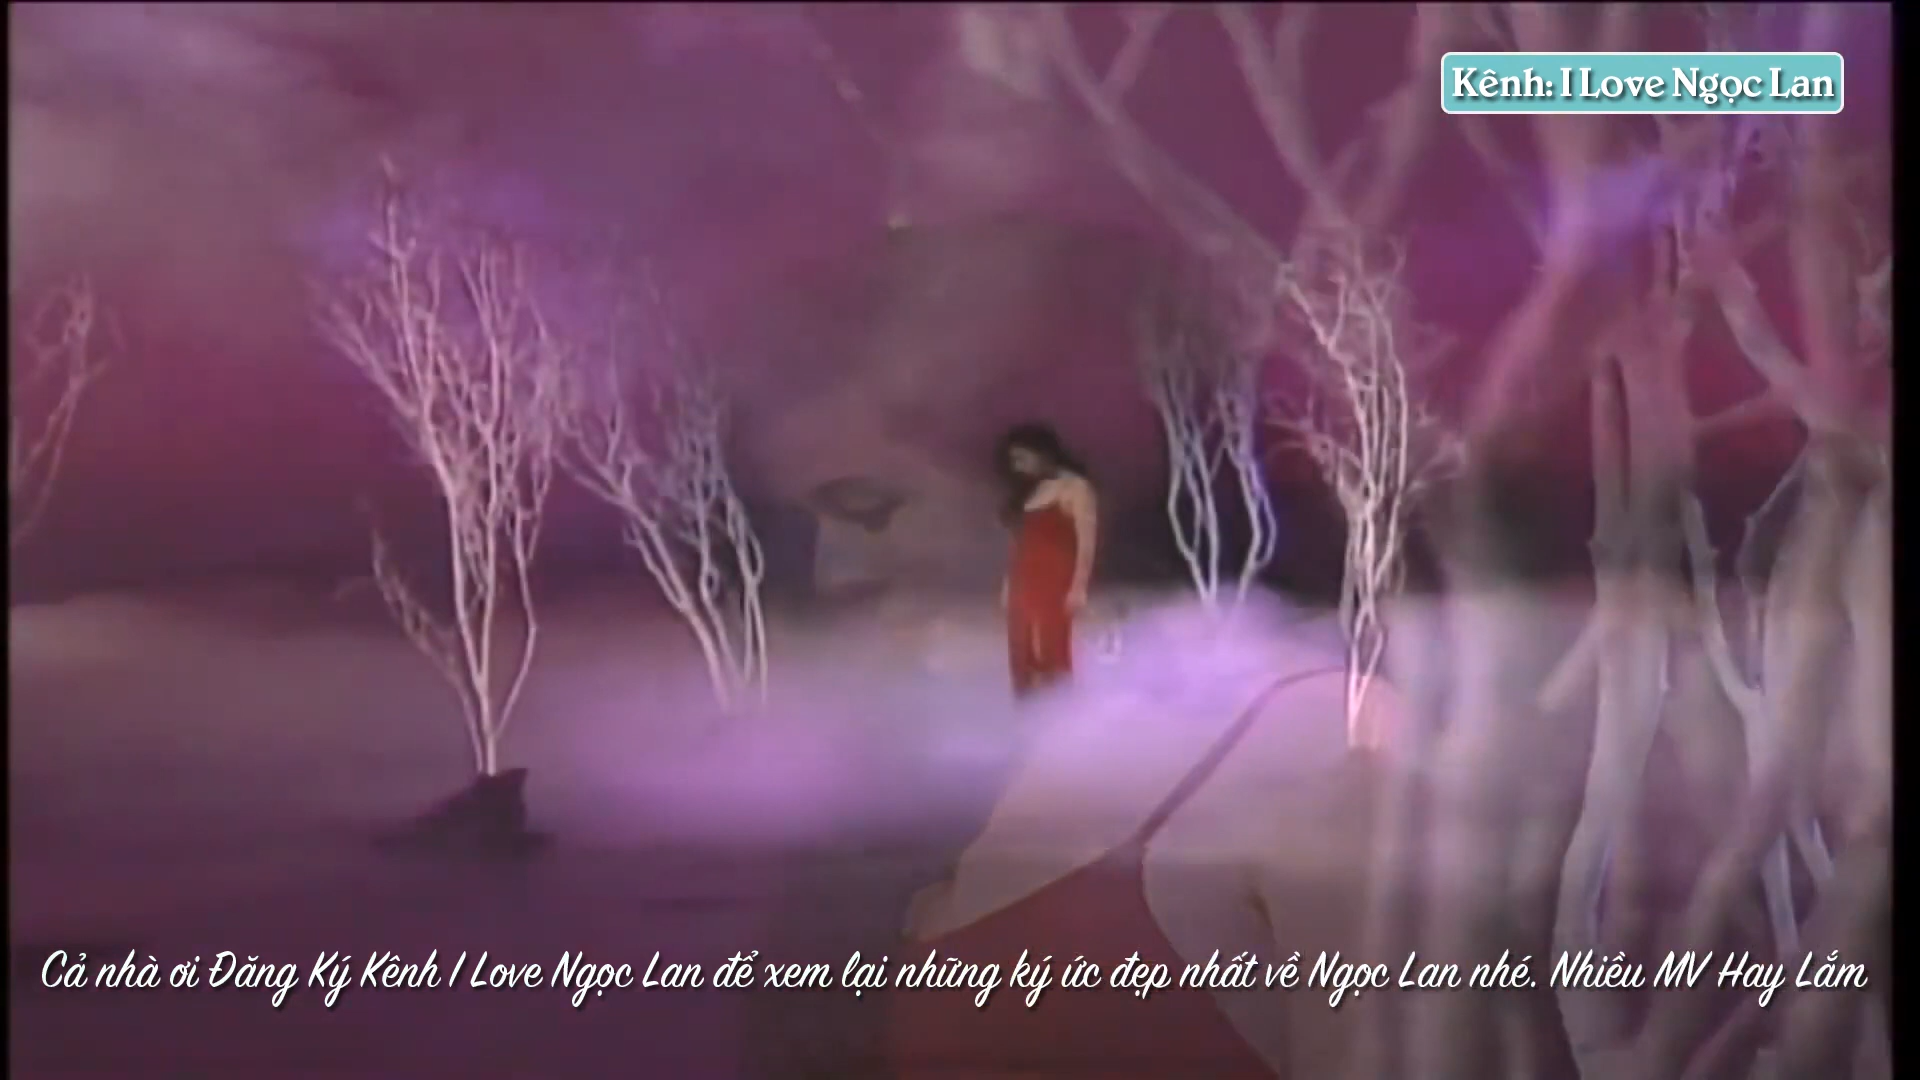 Kênh: I Love Ngọc Lan
Cả nhà ơi Đăng Ký Kênh I Love Ngọc Lan để xem lại những ký ức đẹp nhất về Ngọc Lan nhé. Nhiều MV Hay Lắm